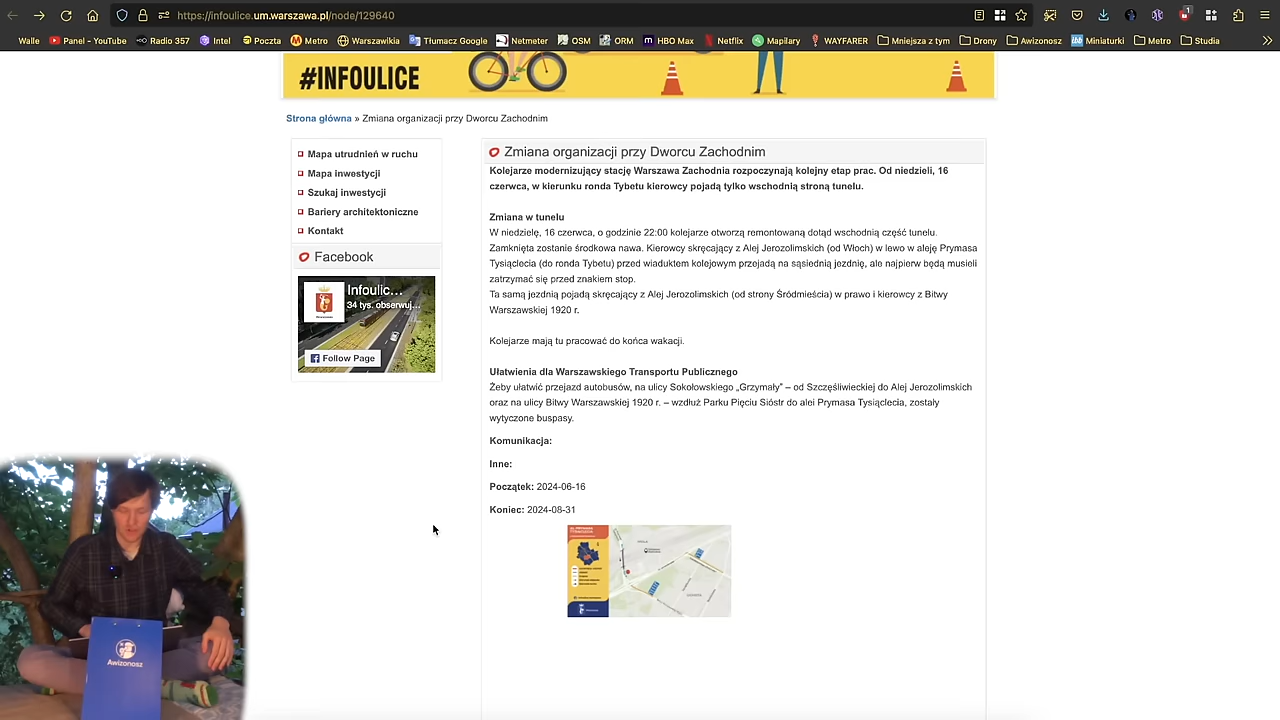 https://infoulice.um.warszawa.pl/node/129640
1
Walle
Panel - YouTube
Radio 357
Intel
Poczta
Metro
Warszawikia
Tłumacz Google
Netmeter
OSM
ORM
HBO Max
Netflix
Mapilary
WAYFARER
Mniejsza z tym
Drony
Awizonosz
Miniaturki
Metro
Studia
#INFOULICE
Strona główna » Zmiana organizacji przy Dworcu Zachodnim
Mapa utrudnień w ruchu
Mapa inwestycji
Szukaj inwestycji
Bariery architektoniczne
Kontakt
Facebook
Infoulic...
34 tys. obserwuj...
Follow Page
Zmiana organizacji przy Dworcu Zachodnim
Kolejarze modernizujący stację Warszawa Zachodnia rozpoczynają kolejny etap prac. Od niedzieli, 16
czerwca, w kierunku ronda Tybetu kierowcy pojadą tylko wschodnią stroną tunelu.
Zmiana w tunelu
W niedzielę, 16 czerwca, o godzinie 22:00 kolejarze otworzą remontowaną dotąd wschodnią część tunelu.
Zamknięta zostanie środkowa nawa. Kierowcy skręcający z Alej Jerozolimskich (od Włoch) w lewo w aleję Prymasa
Tysiąclecia (do ronda Tybetu) przed wiaduktem kolejowym przejadą na sąsiednią jezdnię, ale najpierw będą musieli
zatrzymać się przed znakiem stop.
Ta samą jezdnią pojadą skręcający z Alej Jerozolimskich (od strony Śródmieścia) w prawo i kierowcy z Bitwy
Warszawskiej 1920 r.
Kolejarze mają tu pracować do końca wakacji.
Ułatwienia dla Warszawskiego Transportu Publicznego
Żeby ułatwić przejazd autobusów, na ulicy Sokołowskiego „Grzymały” – od Szczęśliwieckiej do Alej Jerozolimskich
oraz na ulicy Bitwy Warszawskiej 1920 r. – wzdłuż Parku Pięciu Sióstr do alei Prymasa Tysiąclecia, zostały
wytyczone buspasy.
Komunikacja:
Inne:
Początek: 2024-06-16
Koniec: 2024-08-31
Awizonosz